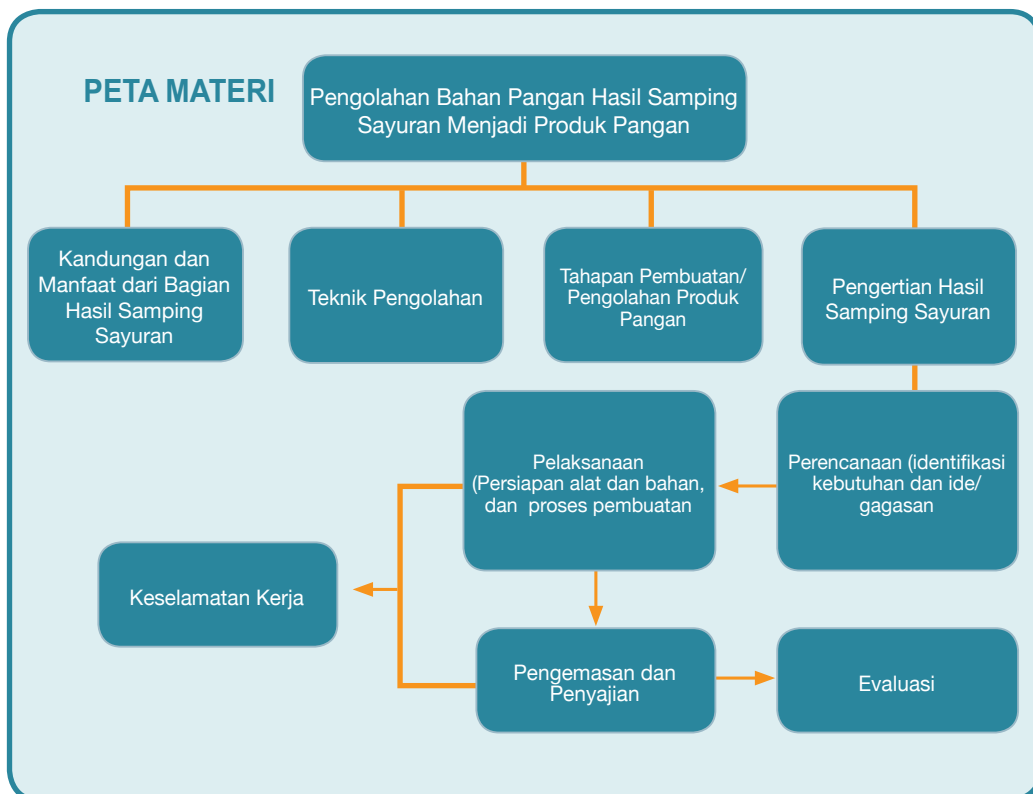 PETA MATERI
Pengolahan Bahan Pangan Hasil Samping
Sayuran Menjadi Produk Pangan
Kandungan dan
Manfaat dari Bagian
Hasil Samping
Sayuran
Teknik Pengolahan
Tahapan Pembuatan/
Pengolahan Produk
Pangan
Pengertian Hasil
Samping Sayuran
Pelaksanaan
(Persiapan alat dan bahan,
dan proses pembuatan
Perencanaan (identifikasi
kebutuhan dan ide/
gagasan
Keselamatan Kerja
Pengemasan dan
Penyajian
Evaluasi